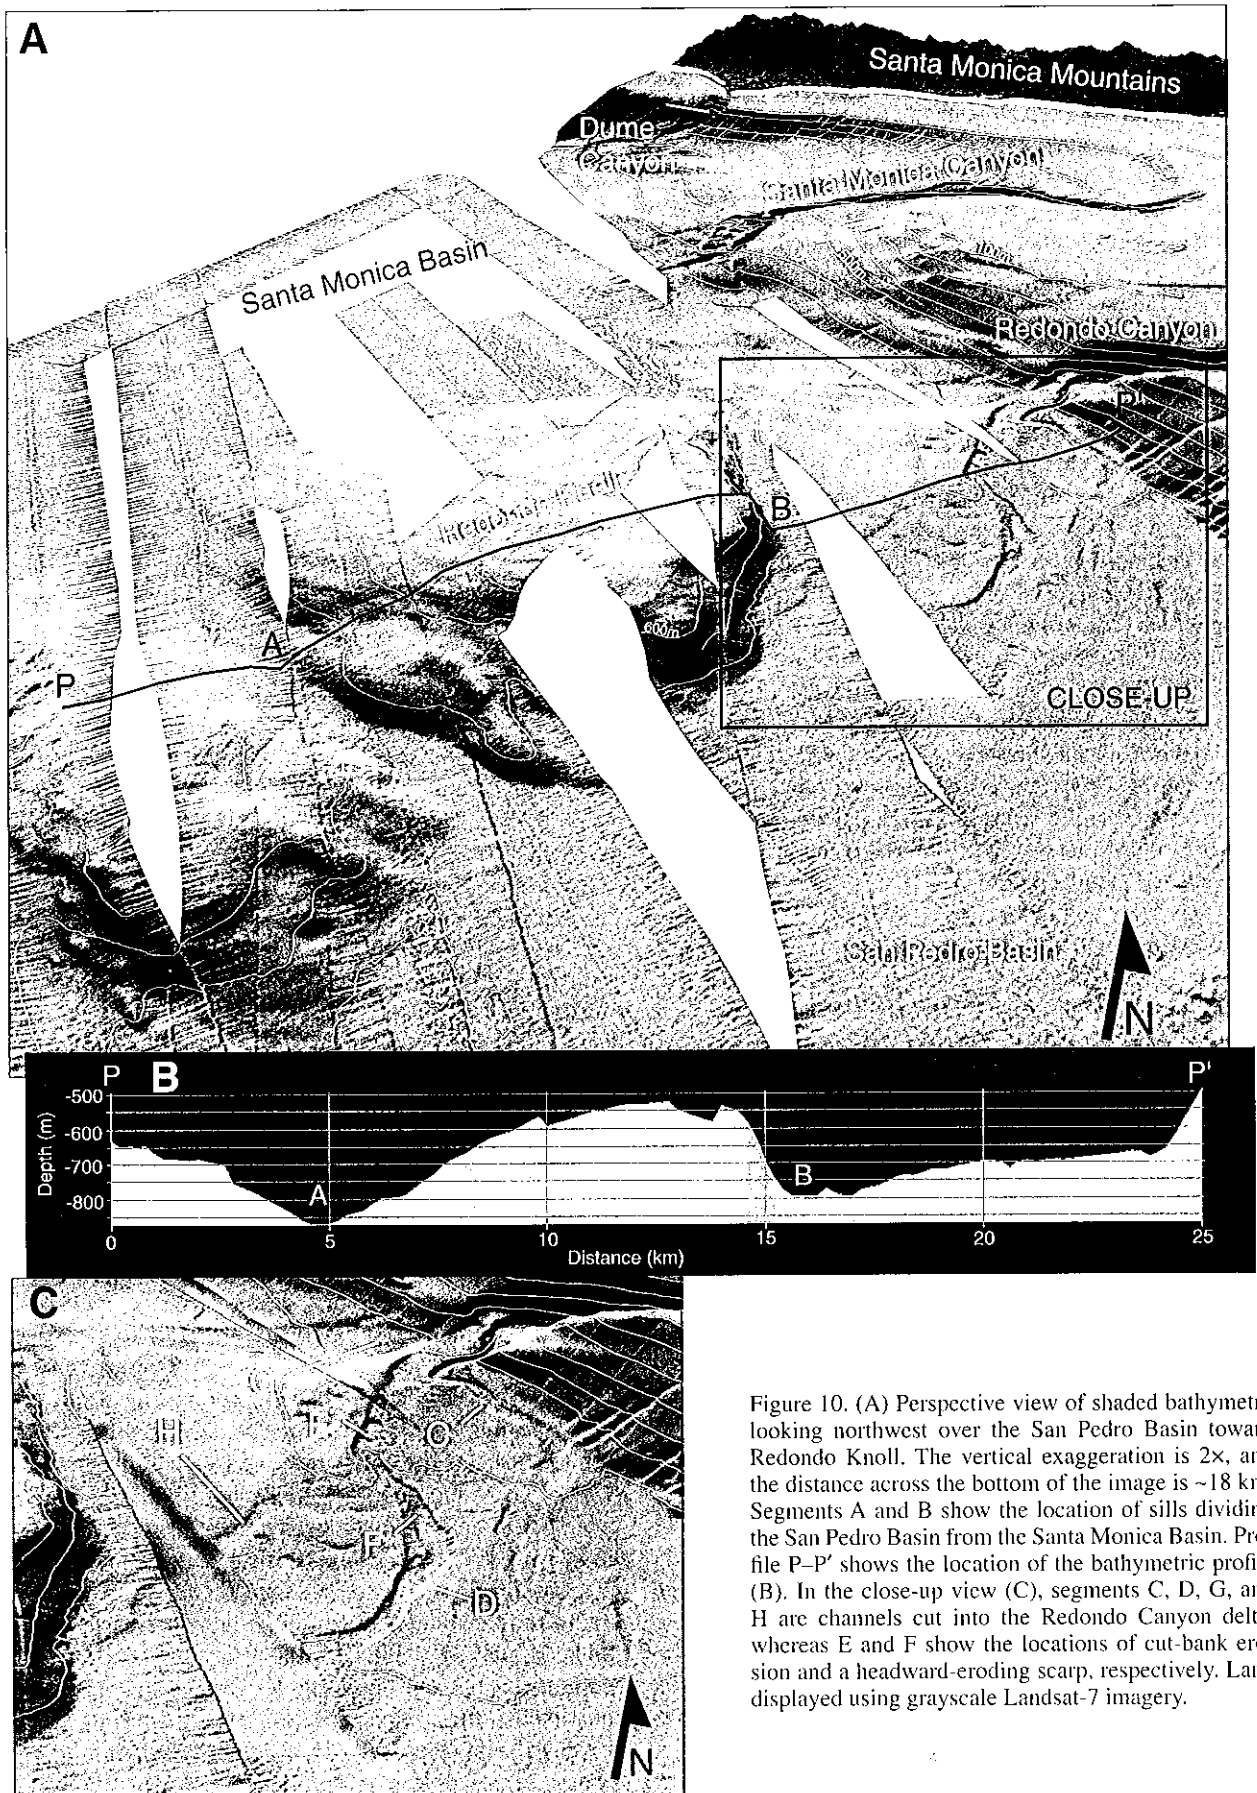 A
Santa Monica Mountains
Dume
Canyon
Santa Monica Canyon
Santa Monica Basin
Redondo Canyon
P'
B
A
P
600m
CLOSE-UP
San Pedro Basin
N
P
B
P'
Depth (m)
-500
-600
-700
-800
A
B
0
5
10
15
20
25
Distance (km)
C
H
F
D
N
Figure 10. (A) Perspective view of shaded bathymetr
looking northwest over the San Pedro Basin towar
Redondo Knoll. The vertical exaggeration is 2×, an
the distance across the bottom of the image is ~18 kr
Segments A and B show the location of sills dividin
the San Pedro Basin from the Santa Monica Basin. Pr
file P–P′ shows the location of the bathymetric profi
(B). In the close-up view (C), segments C, D, G, a
H are channels cut into the Redondo Canyon delt
whereas E and F show the locations of cut-bank er
sion and a headward-eroding scarp, respectively. Lan
displayed using grayscale Landsat-7 imagery.